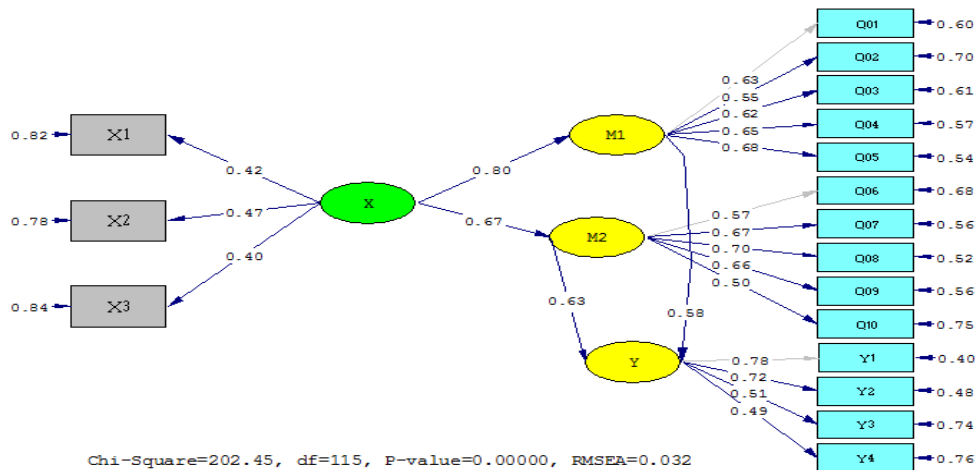 Q01
0.60
Q02
0.70
0.63
Q03
0.61
0.55
0.62
Q04
0.57
0.82
X1
M1
0.65
0.68
Q05
0.54
0.42
0.80
Q06
0.68
0.57
X
0.78
X2
0.47
0.67
M2
0.67
Q07
0.56
0.70
Q08
0.52
0.66
0.50
Q09
0.56
0.40
0.84
X3
0.63
0.58
Q10
0.75
Y
0.78
Y1
0.40
0.72
0.51
Y2
0.48
0.49
Y3
0.74
Y4
0.76
Chi-Square=202.45, df=115, P-value=0.00000, RMSEA=0.032